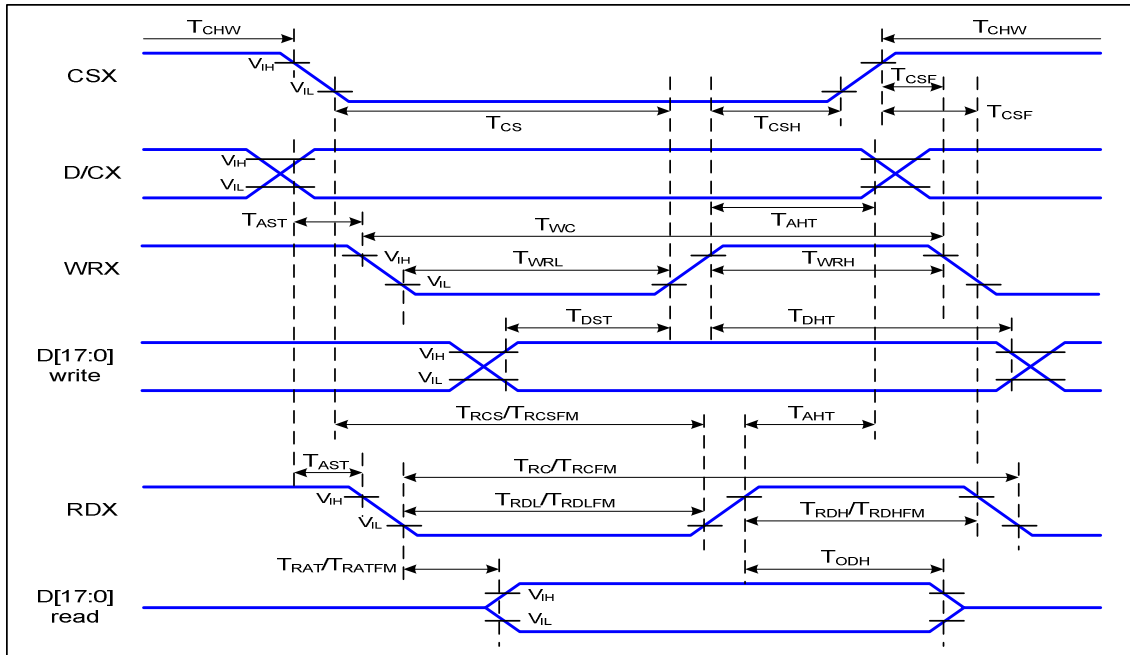 TCHW TCHW
CSX VIH VIL TCSF
TCS TCSH TCSF
D/CX VIH VIL
TAST TWC TAHT
WRX VIH VIL TWRL TWRH
TDST TDHT
D[17:0] write VIH VIL
TRCS/TRCSFM TAHT
TAST TRC/TRCFM
RDX VIH VIL TRDL/TRDLFM TRDH/TRDHFM
TRAT/TRATFM TODH
D[17:0] read VIH VIL